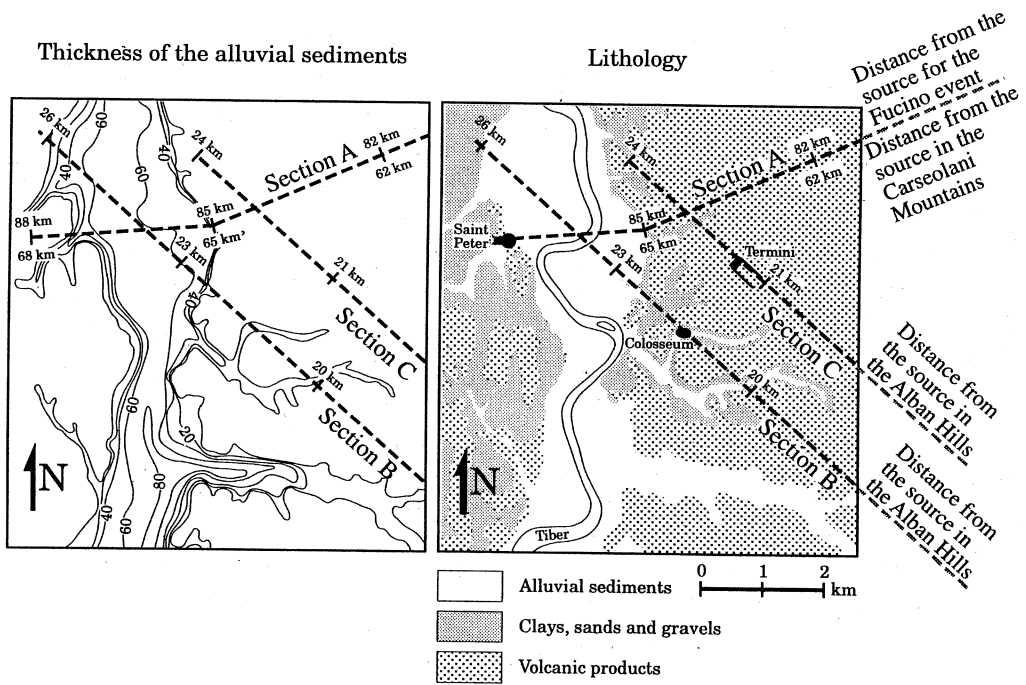 Thickness of the alluvial sediments
26 km
60
24 km
40
40
60
Section A
82 km
62 km
88 km
68 km
85 km
65 km
23 km
21 km
40
Section C
20 km
Section B
60
20
80
40
60
N
Lithology
26 km
24 km
Section A
82 km
62 km
Saint
Peter
85 km
65 km
23 km
Termini
21 km
Section C
Colosseum
20 km
Section B
N
Tiber
Distance from the
source for the
Fucino event
Distance from the
source in the
Carseolani
Mountains
Distance from
the source in
the Alban Hills
Distance from
the source in
the Alban Hills
0 1 2 km
Alluvial sediments
Clays, sands and gravels
Volcanic products